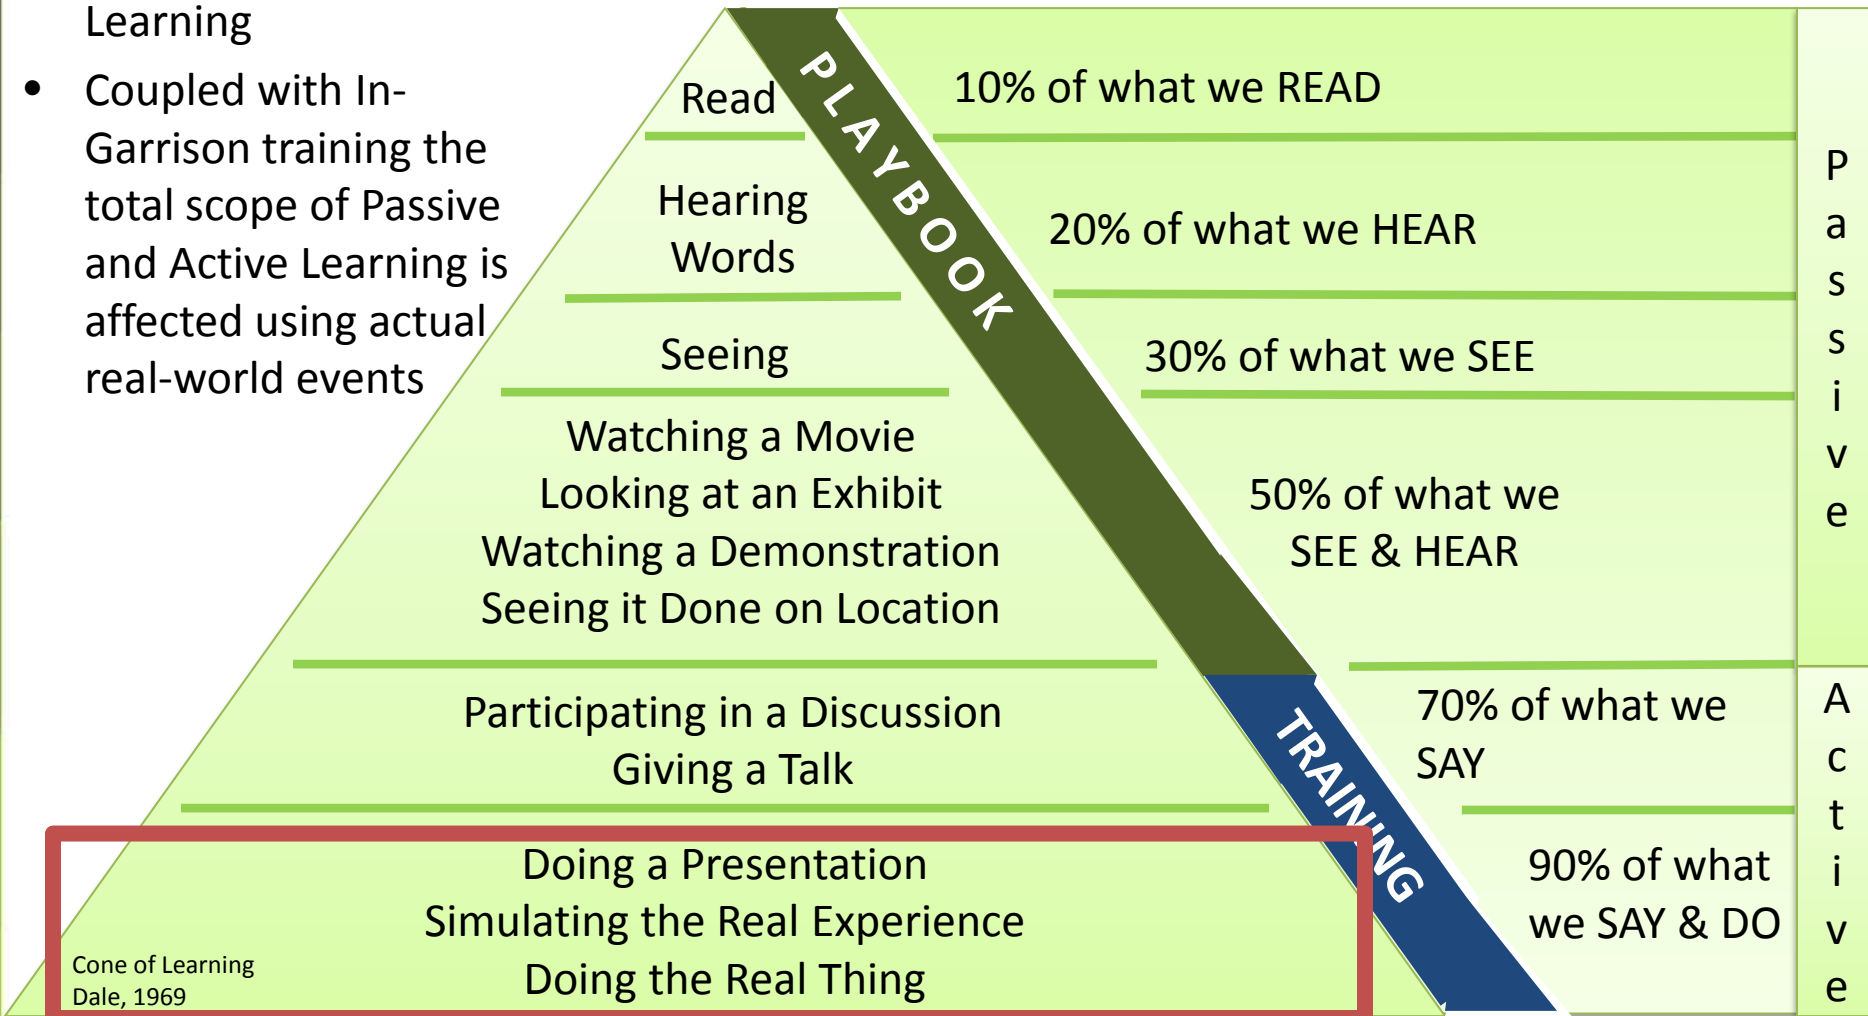 Learning
• Coupled with In-
Garrison training the
total scope of Passive
and Active Learning is
affected using actual
real-world events
Read
Hearing
Words
Seeing
Watching a Movie
Looking at an Exhibit
Watching a Demonstration
Seeing it Done on Location
Participating in a Discussion
Giving a Talk
Doing a Presentation
Simulating the Real Experience
Doing the Real Thing
Cone of Learning
Dale, 1969
PLAYBOOK
TRAINING
10% of what we READ
20% of what we HEAR
30% of what we SEE
50% of what we
SEE & HEAR
70% of what we
SAY
90% of what
we SAY & DO
Passive
Active